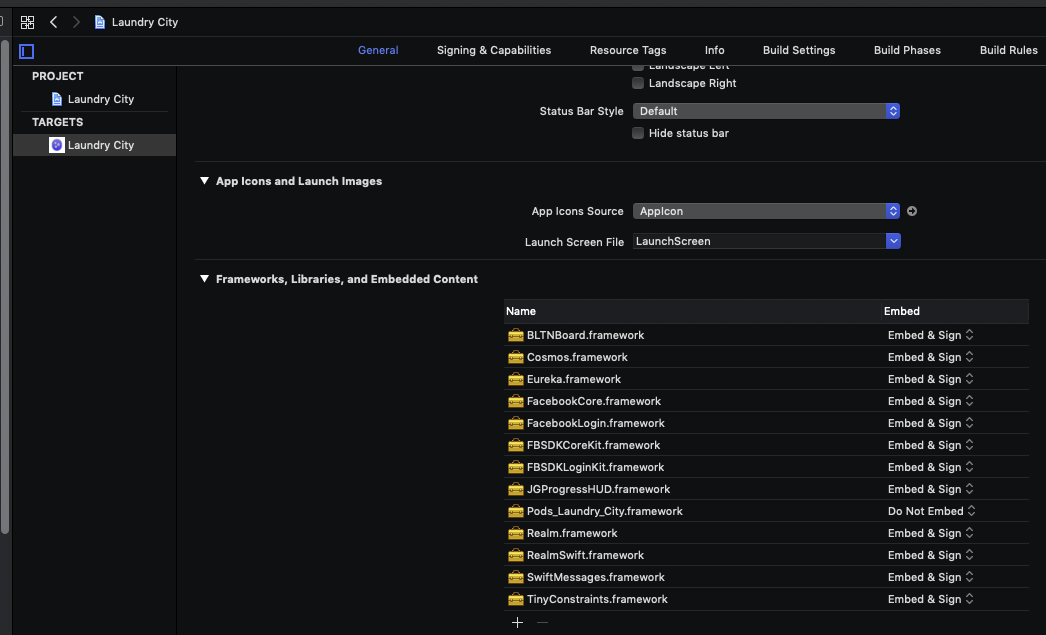 Laundry City
General Signing & Capabilities Resource Tags Info Build Settings Build Phases Build Rules
PROJECT
Laundry City
TARGETS
Laundry City
Landscape Left
Landscape Right
Status Bar Style Default
Hide status bar
App Icons and Launch Images
App Icons Source AppIcon
Launch Screen File LaunchScreen
Frameworks, Libraries, and Embedded Content
Name Embed
BLTNBoard.framework Embed & Sign
Cosmos.framework Embed & Sign
Eureka.framework Embed & Sign
FacebookCore.framework Embed & Sign
FacebookLogin.framework Embed & Sign
FBSDKCoreKit.framework Embed & Sign
FBSDKLoginKit.framework Embed & Sign
JGProgressHUD.framework Embed & Sign
Pods_Laundry_City.framework Do Not Embed
Realm.framework Embed & Sign
RealmSwift.framework Embed & Sign
SwiftMessages.framework Embed & Sign
TinyConstraints.framework Embed & Sign